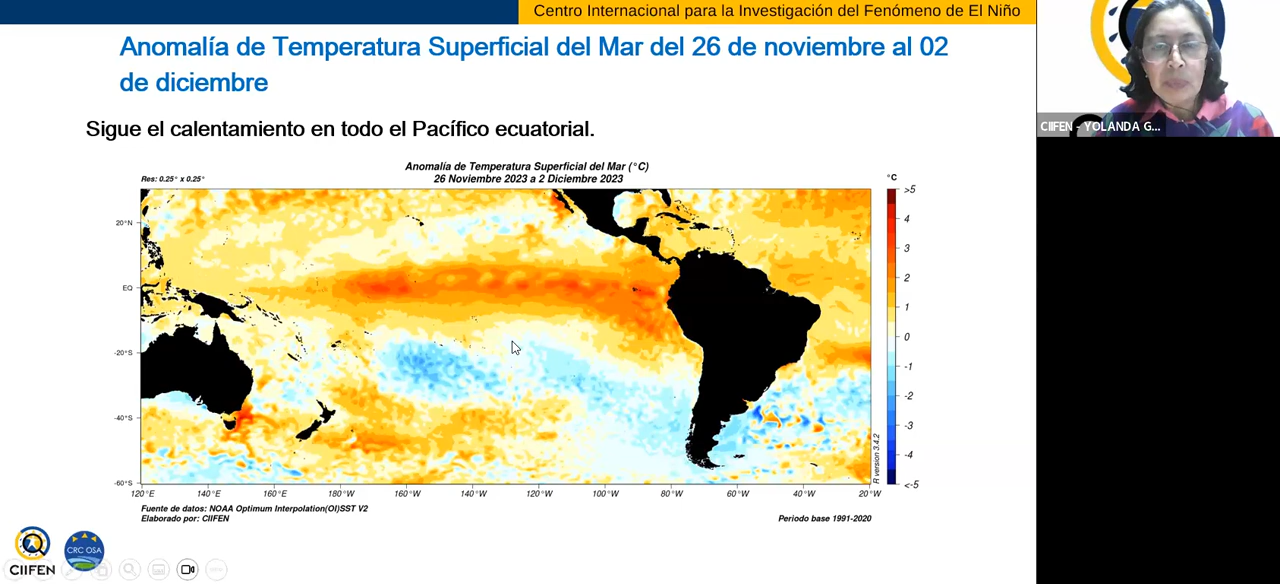 Centro Internacional para la Investigación del Fenómeno de El Niño
Anomalía de Temperatura Superficial del Mar del 26 de noviembre al 02
de diciembre
CIIFEN - YOLANDA G...
Sigue el calentamiento en todo el Pacífico ecuatorial.
Anomalía de Temperatura Superficial del Mar (°C)
26 Noviembre 2023 a 2 Diciembre 2023
Res: 0.25° x 0.25°
°C
>5
4
3
2
1
0
-1
-2
-3
-4
<-5
20°N
EQ
-20°S
-40°S
-60°S
R version 3.4.2
120°E 140°E 160°E 180°W 160°W 140°W 120°W 100°W 80°W 60°W 40°W 20°W
Fuente de datos: NOAA Optimum Interpolation(OI)SST V2
Elaborado por: CIIFEN
Periodo base 1991-2020
CIIFEN
CRC OSA